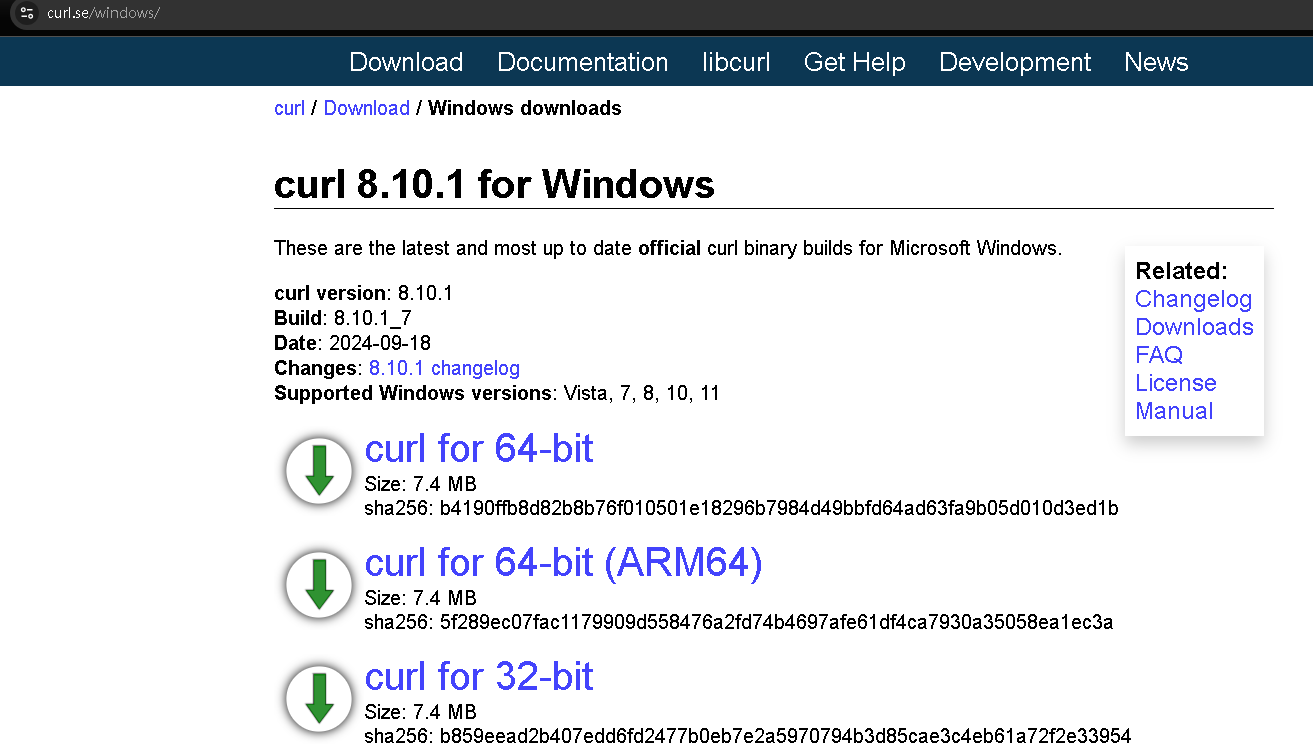 curl.se/windows/
Download Documentation libcurl Get Help Development News
curl / Download / Windows downloads
curl 8.10.1 for Windows
These are the latest and most up to date official curl binary builds for Microsoft Windows.
Related:
Changelog
Downloads
FAQ
License
Manual
curl version: 8.10.1
Build: 8.10.1_7
Date: 2024-09-18
Changes: 8.10.1 changelog
Supported Windows versions: Vista, 7, 8, 10, 11
curl for 64-bit
Size: 7.4 MB
sha256: b4190ffb8d82b8b76f010501e18296b7984d49bbfd64ad63fa9b05d010d3ed1b
curl for 64-bit (ARM64)
Size: 7.4 MB
sha256: 5f289ec07fac1179909d558476a2fd74b4697afe61df4ca7930a35058ea1ec3a
curl for 32-bit
Size: 7.4 MB
sha256: b859eead2b407edd6fd2477b0eb7e2a5970794b3d85cae3c4eb61a72f2e33954